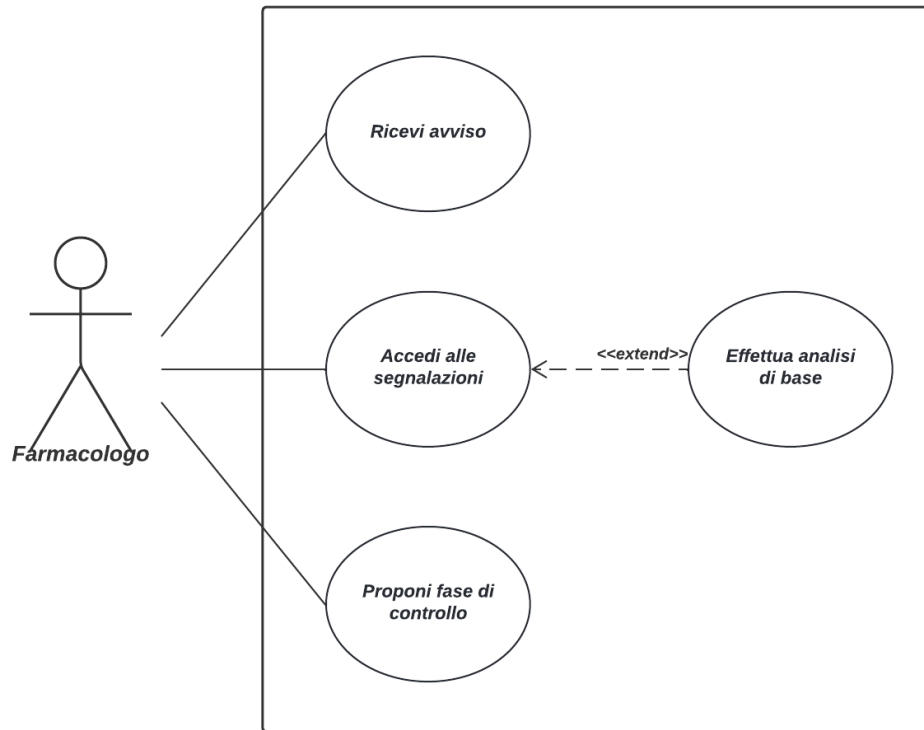 Ricevi avviso
Accedi alle
segnalazioni
<<extend>>
Effettua analisi
di base
Farmacologo
Proponi fase di
controllo